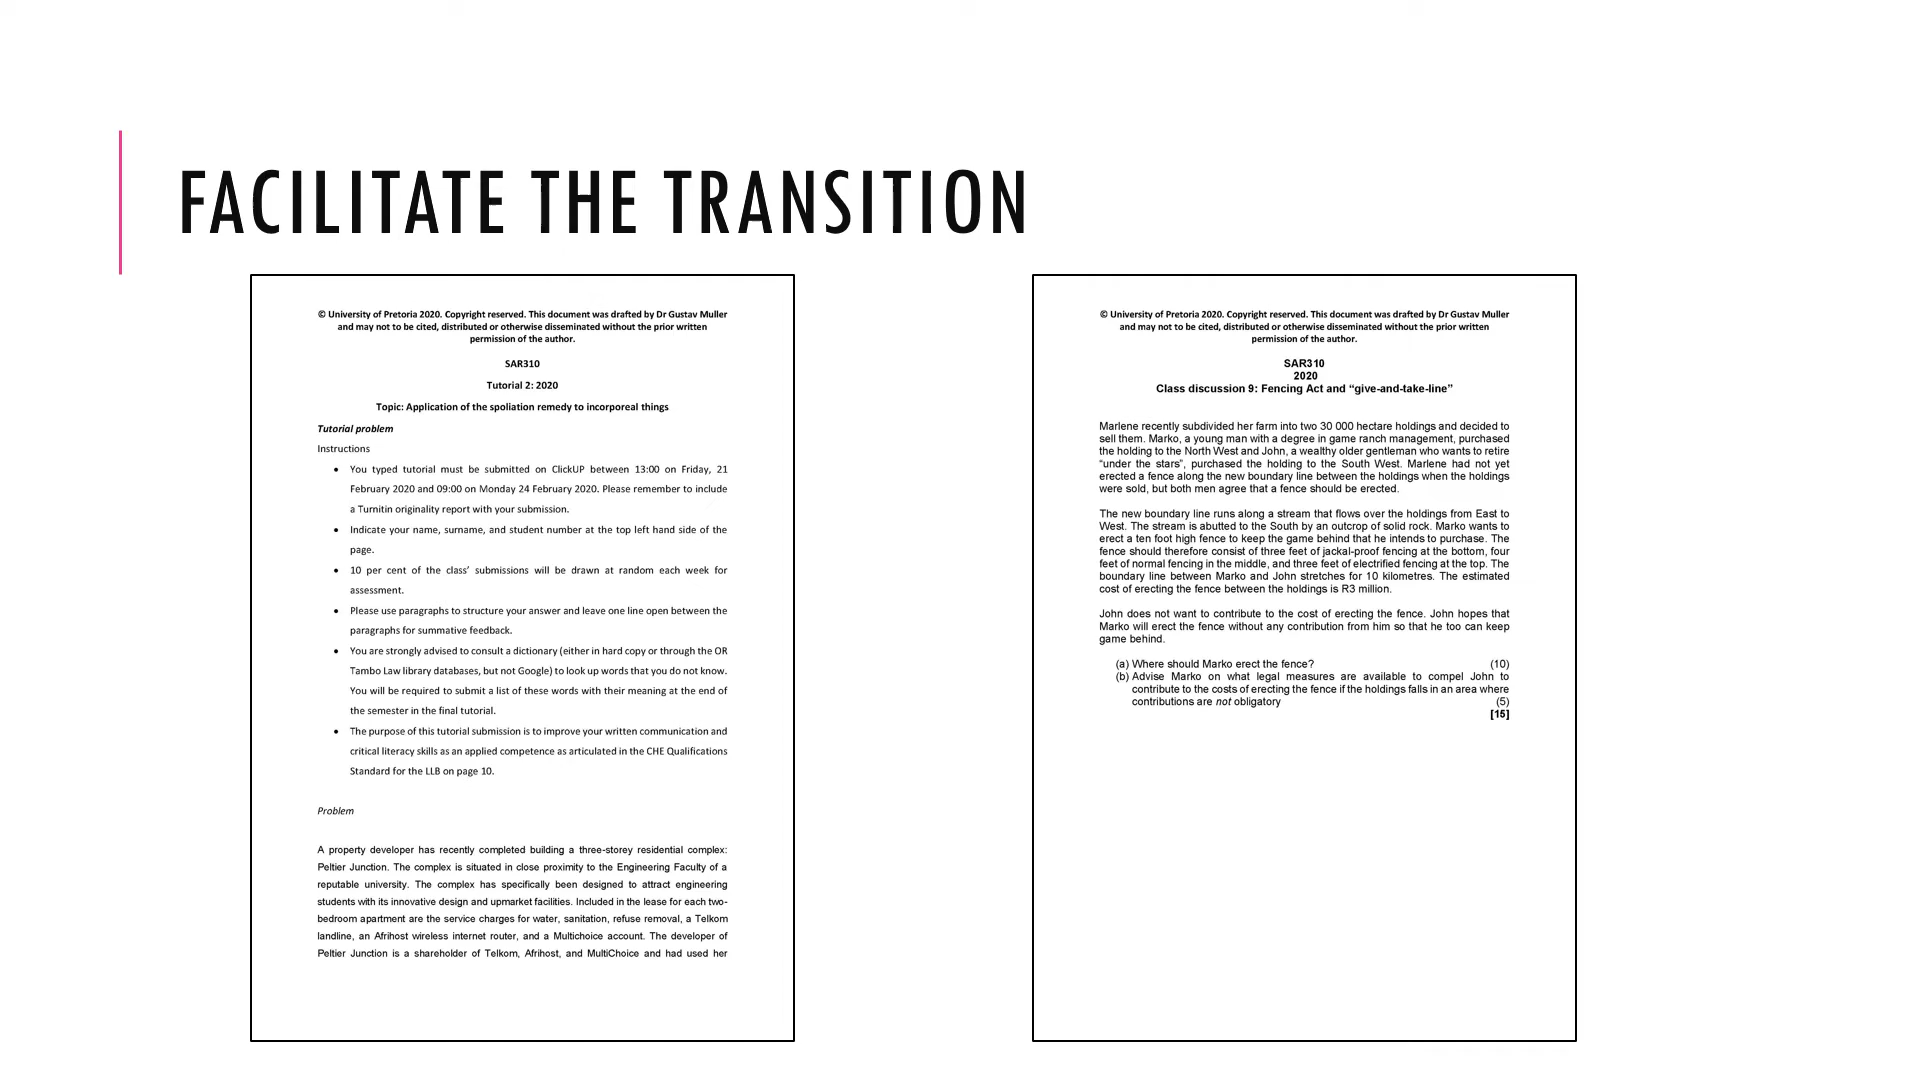 FACILITATE THE TRANSITION
© University of Pretoria 2020. Copyright reserved. This document was drafted by Dr Gustav Muller
and may not to be cited, distributed or otherwise disseminated without the prior written
permission of the author.
SAR310
Tutorial 2: 2020
Topic: Application of the spoliation remedy to incorporeal things
Tutorial problem
Instructions
• You typed tutorial must be submitted on ClickUP between 13:00 on Friday, 21
February 2020 and 09:00 on Monday 24 February 2020. Please remember to include
a Turnitin originality report with your submission.
• Indicate your name, surname, and student number at the top left hand side of the
page.
• 10 per cent of the class’ submissions will be drawn at random each week for
assessment.
• Please use paragraphs to structure your answer and leave one line open between the
paragraphs for summative feedback.
• You are strongly advised to consult a dictionary (either in hard copy or through the OR
Tambo Law library databases, but not Google) to look up words that you do not know.
You will be required to submit a list of these words with their meaning at the end of
the semester in the final tutorial.
• The purpose of this tutorial submission is to improve your written communication and
critical literacy skills as an applied competence as articulated in the CHE Qualifications
Standard for the LLB on page 10.
Problem
A property developer has recently completed building a three-storey residential complex:
Peltier Junction. The complex is situated in close proximity to the Engineering Faculty of a
reputable university. The complex has specifically been designed to attract engineering
students with its innovative design and upmarket facilities. Included in the lease for each two-
bedroom apartment are the service charges for water, sanitation, refuse removal, a Telkom
landline, an Afrihost wireless internet router, and a Multichoice account. The developer of
Peltier Junction is a shareholder of Telkom, Afrihost, and MultiChoice and had used her
© University of Pretoria 2020. Copyright reserved. This document was drafted by Dr Gustav Muller
and may not to be cited, distributed or otherwise disseminated without the prior written
permission of the author.
SAR310
2020
Class discussion 9: Fencing Act and “give-and-take-line”
Marlene recently subdivided her farm into two 30 000 hectare holdings and decided to
sell them. Marko, a young man with a degree in game ranch management, purchased
the holding to the North West and John, a wealthy older gentleman who wants to retire
“under the stars”, purchased the holding to the South West. Marlene had not yet
erected a fence along the new boundary line between the holdings when the holdings
were sold, but both men agree that a fence should be erected.
The new boundary line runs along a stream that flows over the holdings from East to
West. The stream is abutted to the South by an outcrop of solid rock. Marko wants to
erect a ten foot high fence to keep the game behind that he intends to purchase. The
fence should therefore consist of three feet of jackal-proof fencing at the bottom, four
feet of normal fencing in the middle, and three feet of electrified fencing at the top. The
boundary line between Marko and John stretches for 10 kilometres. The estimated
cost of erecting the fence between the holdings is R3 million.
John does not want to contribute to the cost of erecting the fence. John hopes that
Marko will erect the fence without any contribution from him so that he too can keep
game behind.
(a) Where should Marko erect the fence? (10)
(b) Advise Marko on what legal measures are available to compel John to
contribute to the costs of erecting the fence if the holdings falls in an area where
contributions are not obligatory (5)
[15]